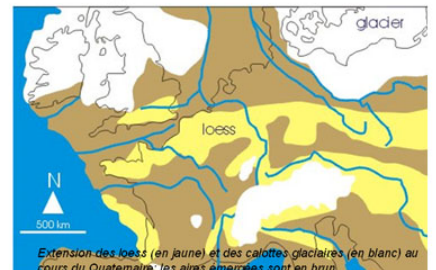 glacier
loess
N
500 km
Extension des loess (en jaune) et des calottes glaciaires (en blanc) au
cours du Quaternaire: les aires émergées sont en brun